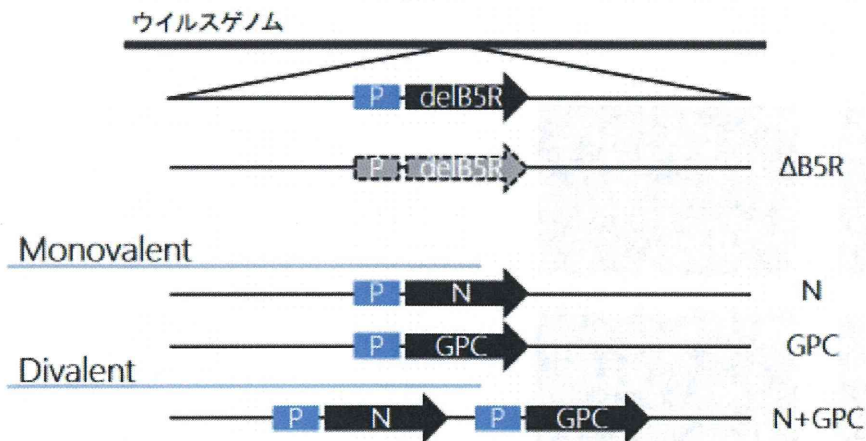 ウイルスゲノム
P delB5R
P delB5R ΔB5R
Monovalent
P N N
P GPC GPC
Divalent
P N P GPC N+GPC